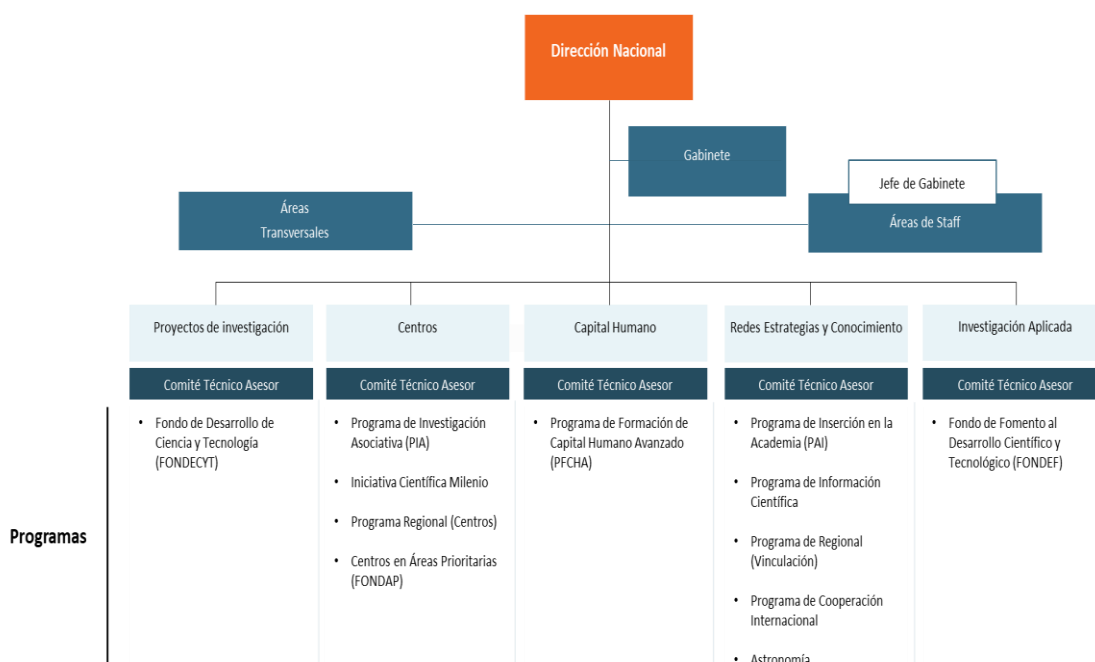 Dirección Nacional
Gabinete
Jefe de Gabinete
Áreas
Transversales
Áreas de Staff
Proyectos de investigación
Centros
Capital Humano
Redes Estrategias y Conocimiento
Investigación Aplicada
Comité Técnico Asesor
Comité Técnico Asesor
Comité Técnico Asesor
Comité Técnico Asesor
Comité Técnico Asesor
Programas
• Fondo de Desarrollo de
Ciencia y Tecnología
(FONDECYT)
• Programa de Investigación
Asociativa (PIA)
• Iniciativa Científica Milenio
• Programa Regional (Centros)
• Centros en Áreas Prioritarias
(FONDAP)
• Programa de Formación de
Capital Humano Avanzado
(PFCHA)
• Programa de Inserción en la
Academia (PAI)
• Programa de Información
Científica
• Programa de Regional
(Vinculación)
• Programa de Cooperación
Internacional
• Astronomía
• Fondo de Fomento al
Desarrollo Científico y
Tecnológico (FONDEF)